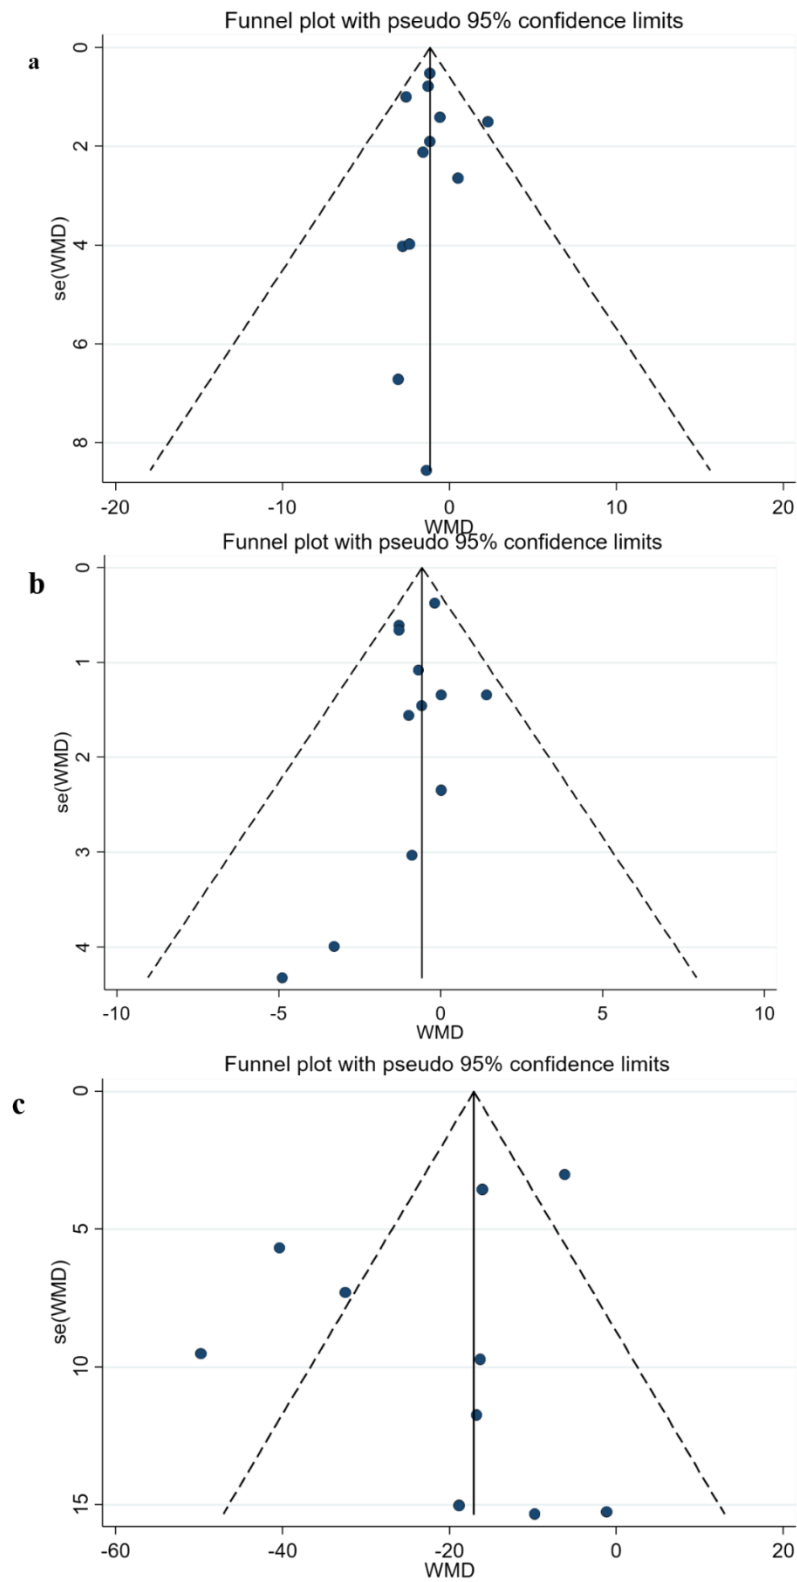 Funnel plot with pseudo 95% confidence limits
a
0
2
4
6
8
se(WMD)
-20 -10 0 10 20
WMD
Funnel plot with pseudo 95% confidence limits
b
0
1
2
3
4
se(WMD)
-10 -5 0 5 10
WMD
Funnel plot with pseudo 95% confidence limits
c
0
5
10
15
se(WMD)
-60 -40 -20 0 20
WMD